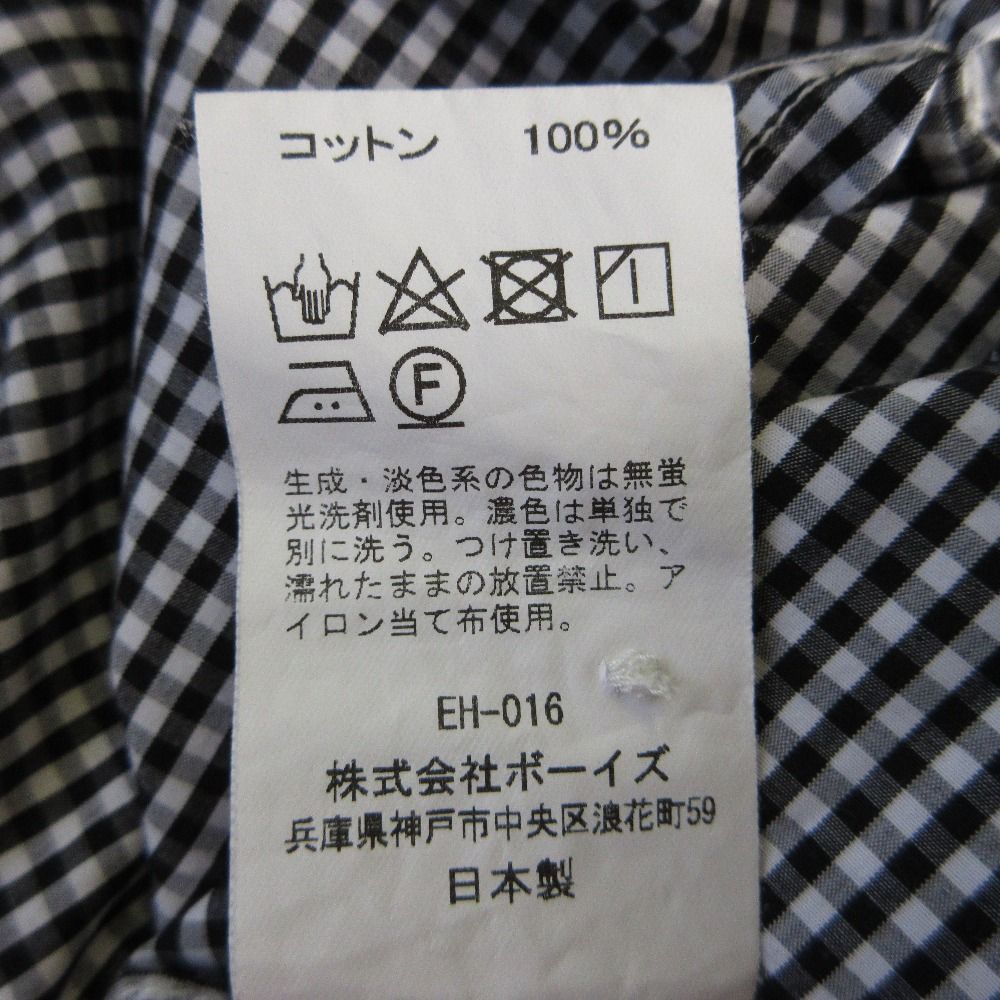 コットン 100%
F
生成・淡色系の色物は無蛍
光洗剤使用。濃色は単独で
別に洗う。つけ置き洗い、
濡れたままの放置禁止。ア
イロン当て布使用。
EH-016
株式会社ボーイズ
兵庫県神戸市中央区浪花町59
日本製